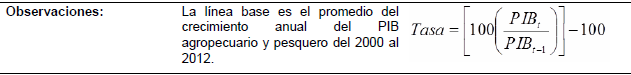 Observaciones:
La línea base es el promedio del
crecimiento anual del PIB
agropecuario y pesquero del 2000 al
2012.
Tasa = [100(PIB_t / PIB_{t-1})] - 100